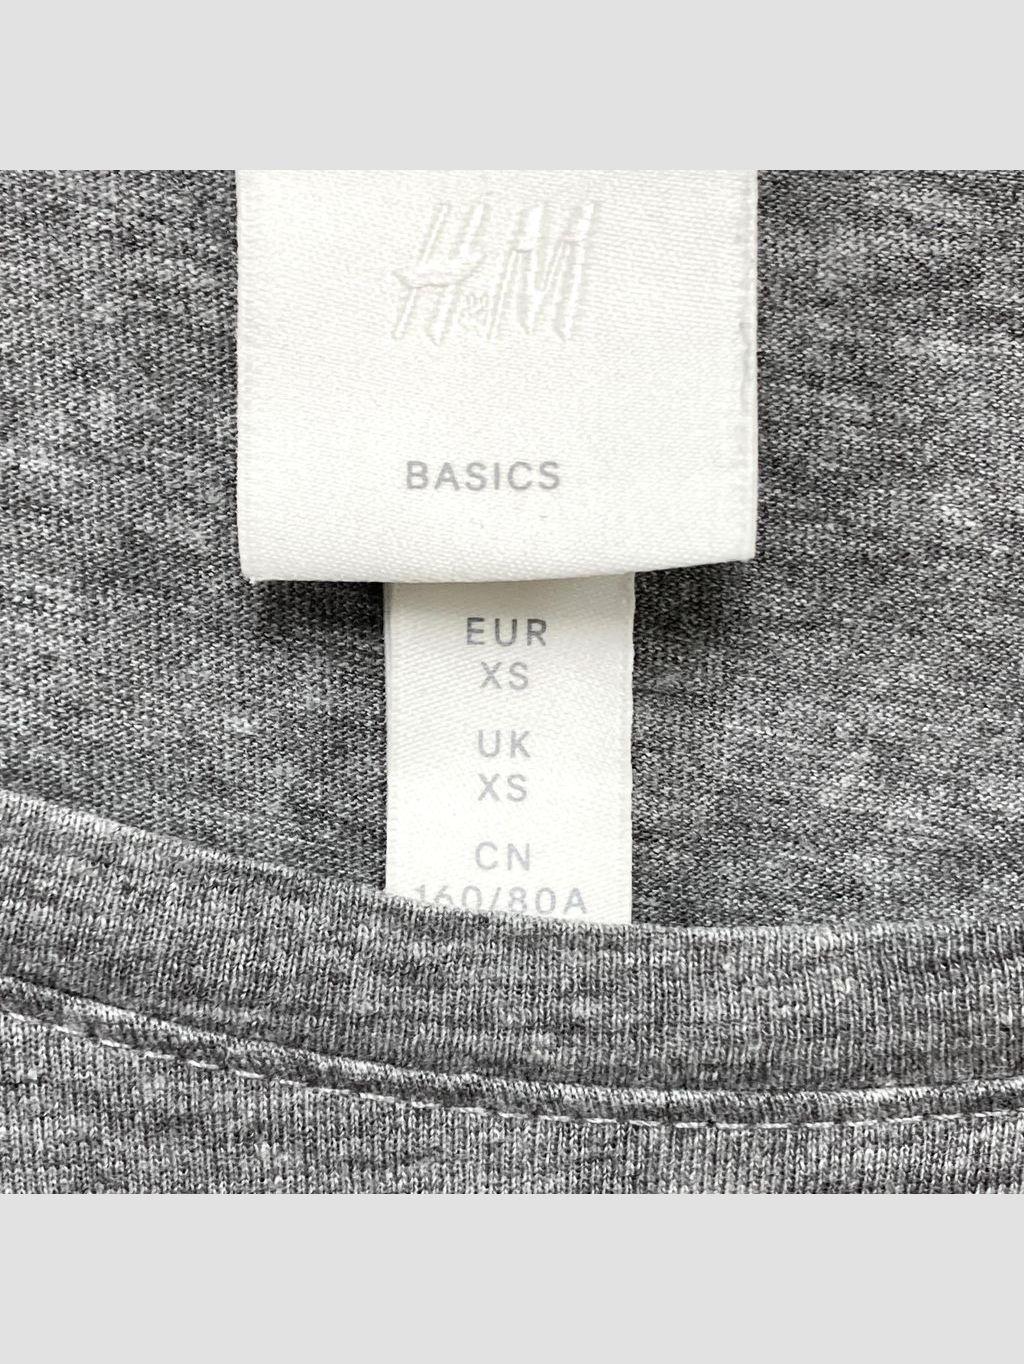 H&M
BASICS
EUR
XS
UK
XS
CN
160/80A